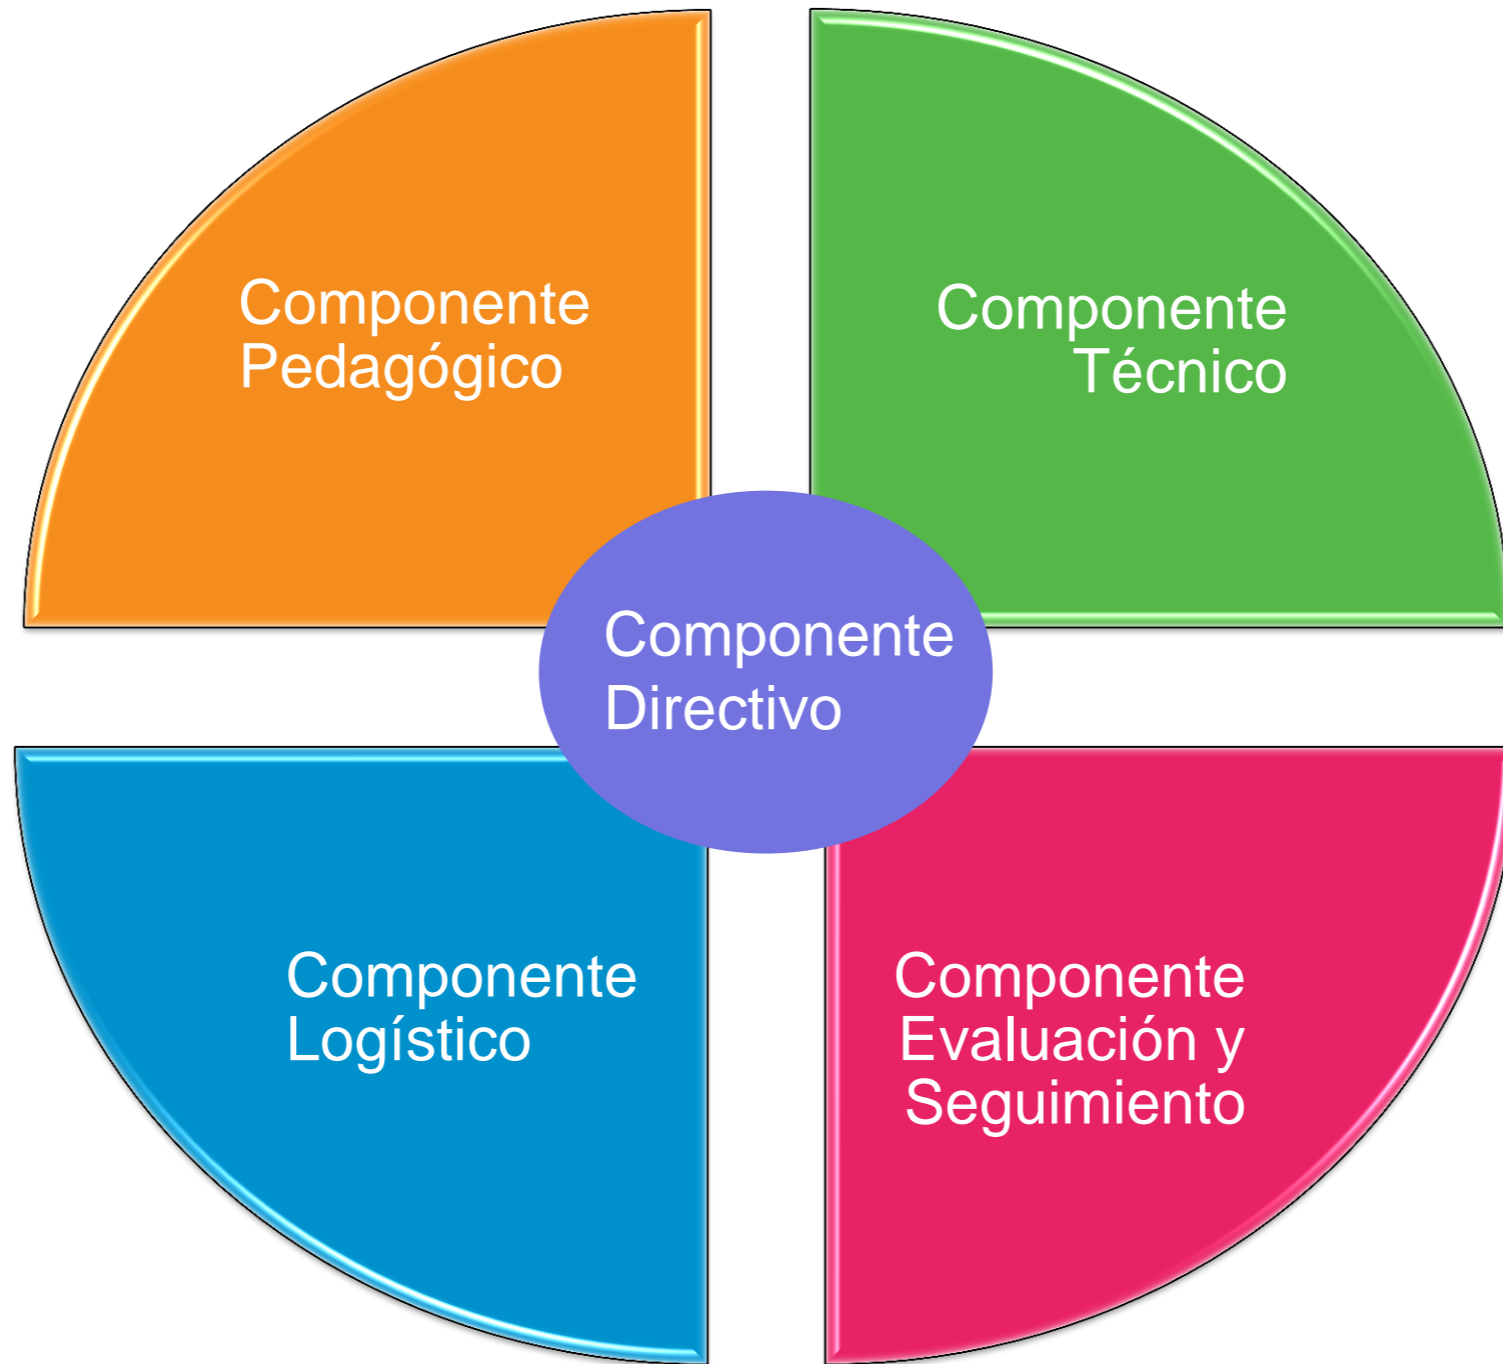 Componente
Pedagógico
Componente
Técnico
Componente
Directivo
Componente
Logístico
Componente
Evaluación y
Seguimiento